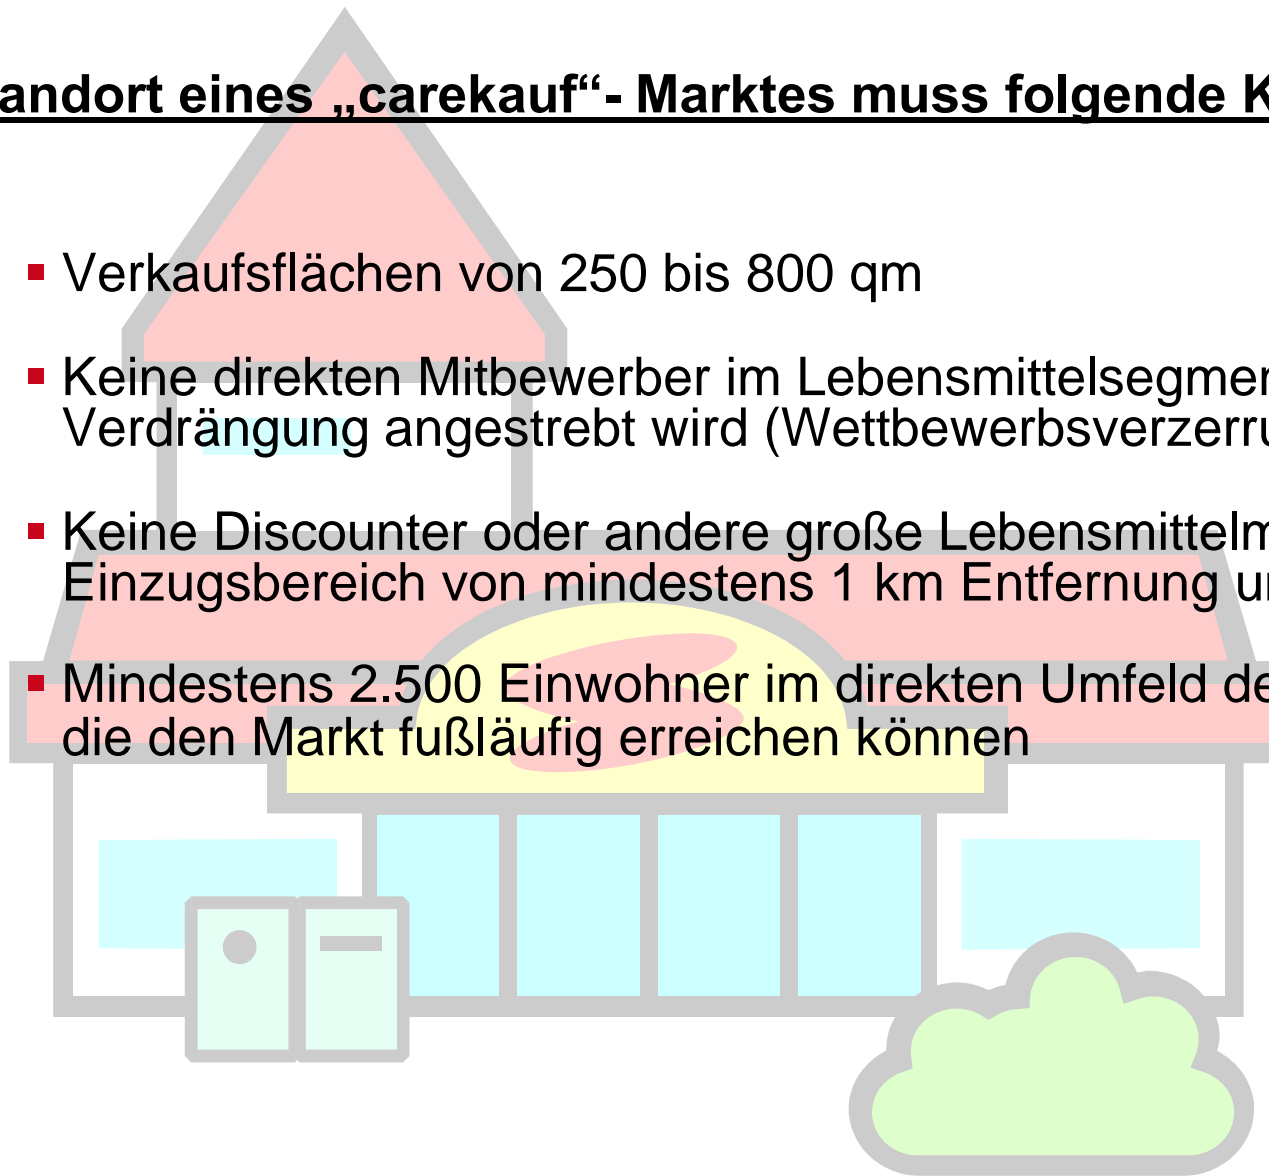 andort eines „carekauf“- Marktes muss folgende K
Verkaufsflächen von 250 bis 800 qm
Keine direkten Mitbewerber im Lebensmittelsegmen
Verdrängung angestrebt wird (Wettbewerbsverzerru
Keine Discounter oder andere große Lebensmittelm
Einzugsbereich von mindestens 1 km Entfernung un
Mindestens 2.500 Einwohner im direkten Umfeld de
die den Markt fußläufig erreichen können